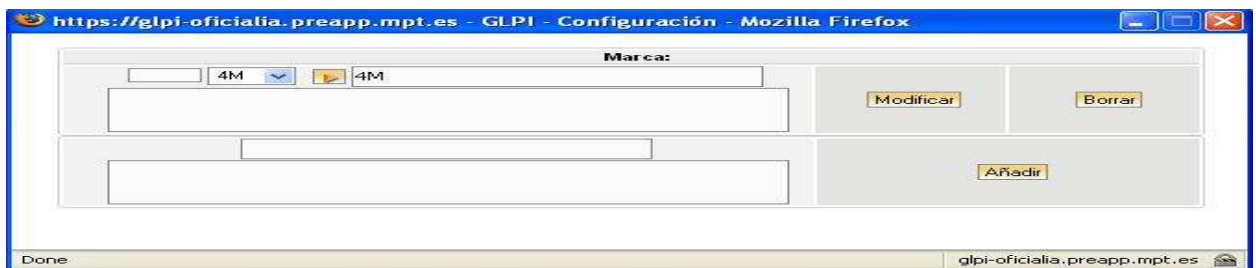 https://glpi-oficialia.preapp.mpt.es - GLPI - Configuración - Mozilla Firefox
Marca:
4M 4M
Modificar Borrar
Añadir
Done glpi-oficialia.preapp.mpt.es